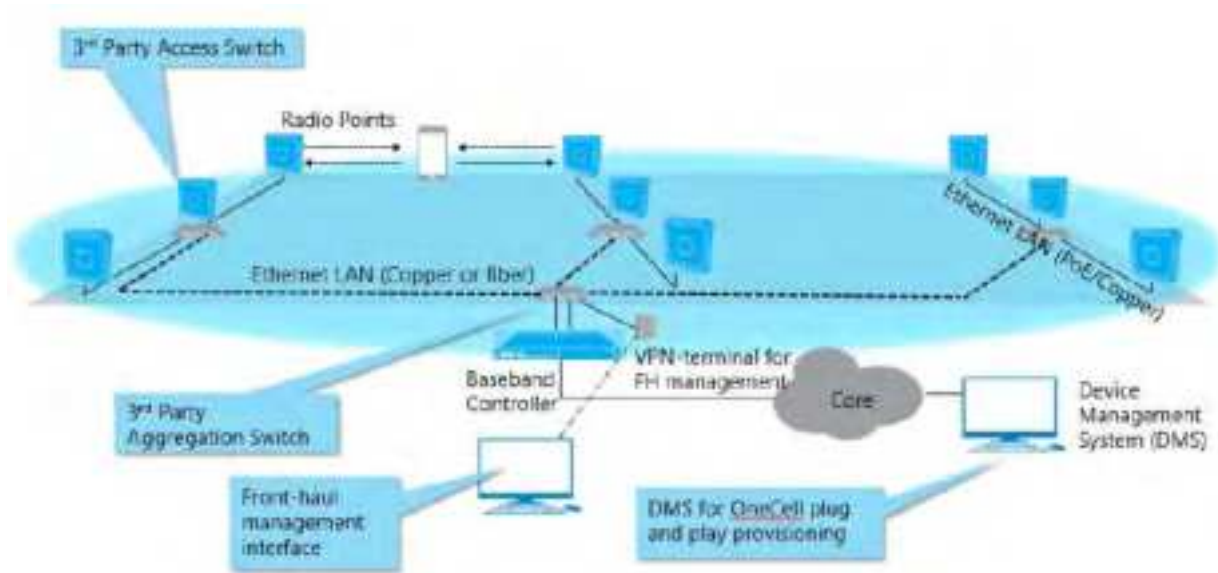 3rd Party Access Switch
Radio Points
Ethernet LAN (PoE/Copper)
Ethernet LAN (Copper or fiber)
VPN-terminal for
FH management
Baseband
Controller
Core
Device
Management
System (DMS)
3rd Party
Aggregation Switch
Front-haul
management
interface
DMS for OneCell plug
and play provisioning